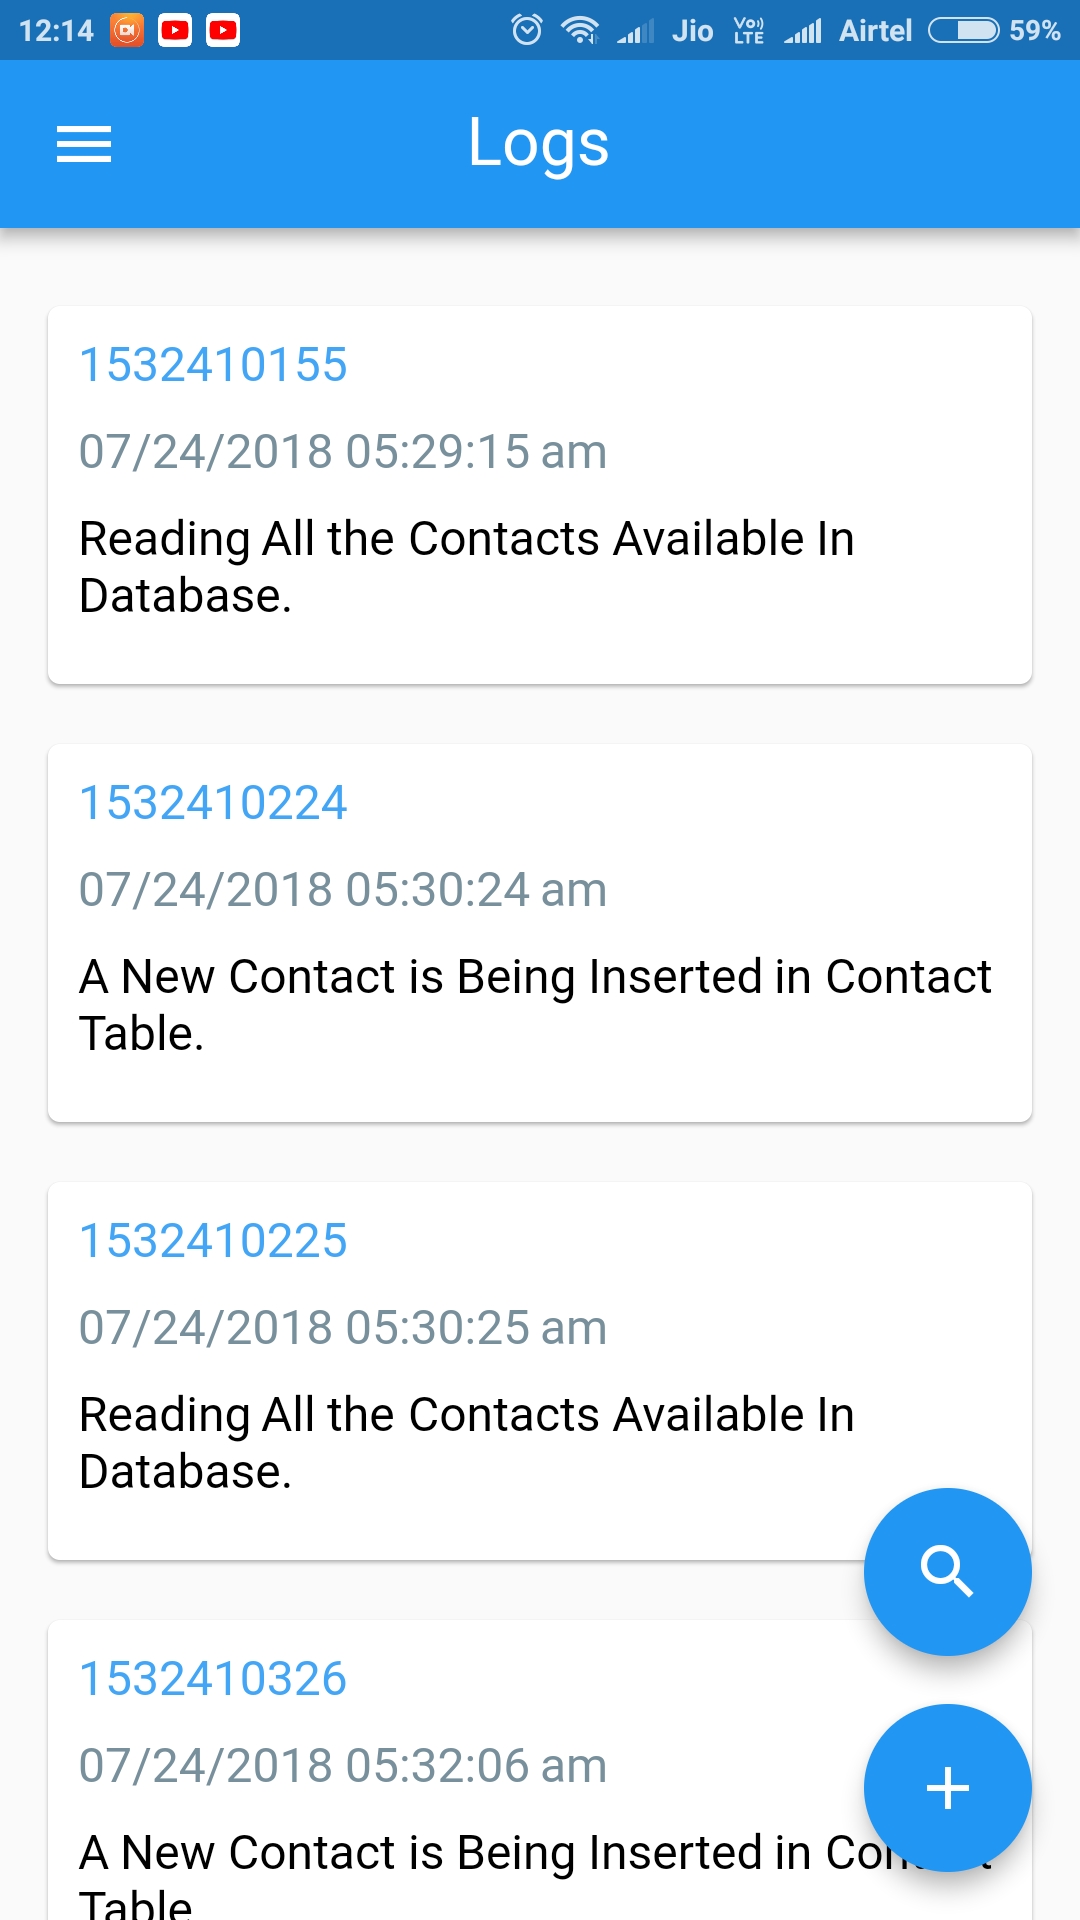 12:14 Jio Vo)) LTE Airtel 59%
Logs
1532410155
07/24/2018 05:29:15 am
Reading All the Contacts Available In
Database.
1532410224
07/24/2018 05:30:24 am
A New Contact is Being Inserted in Contact
Table.
1532410225
07/24/2018 05:30:25 am
Reading All the Contacts Available In
Database.
1532410326
07/24/2018 05:32:06 am
A New Contact is Being Inserted in
Table